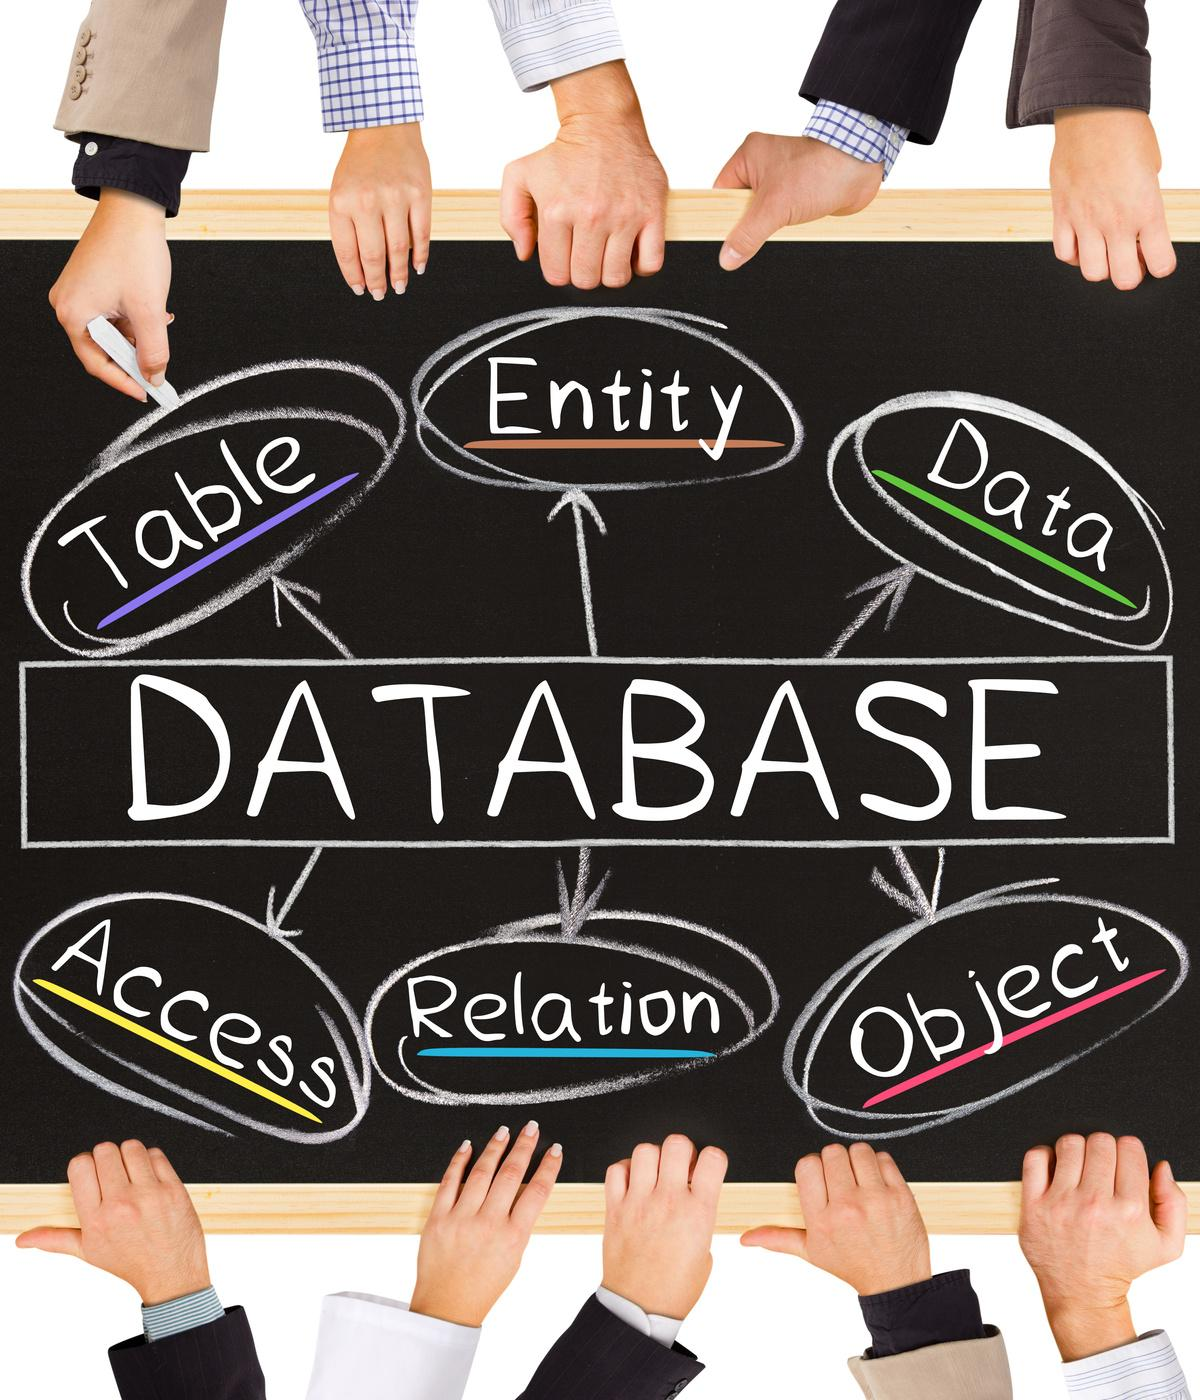 Table
Entity
Data
DATABASE
Access
Relation
Object